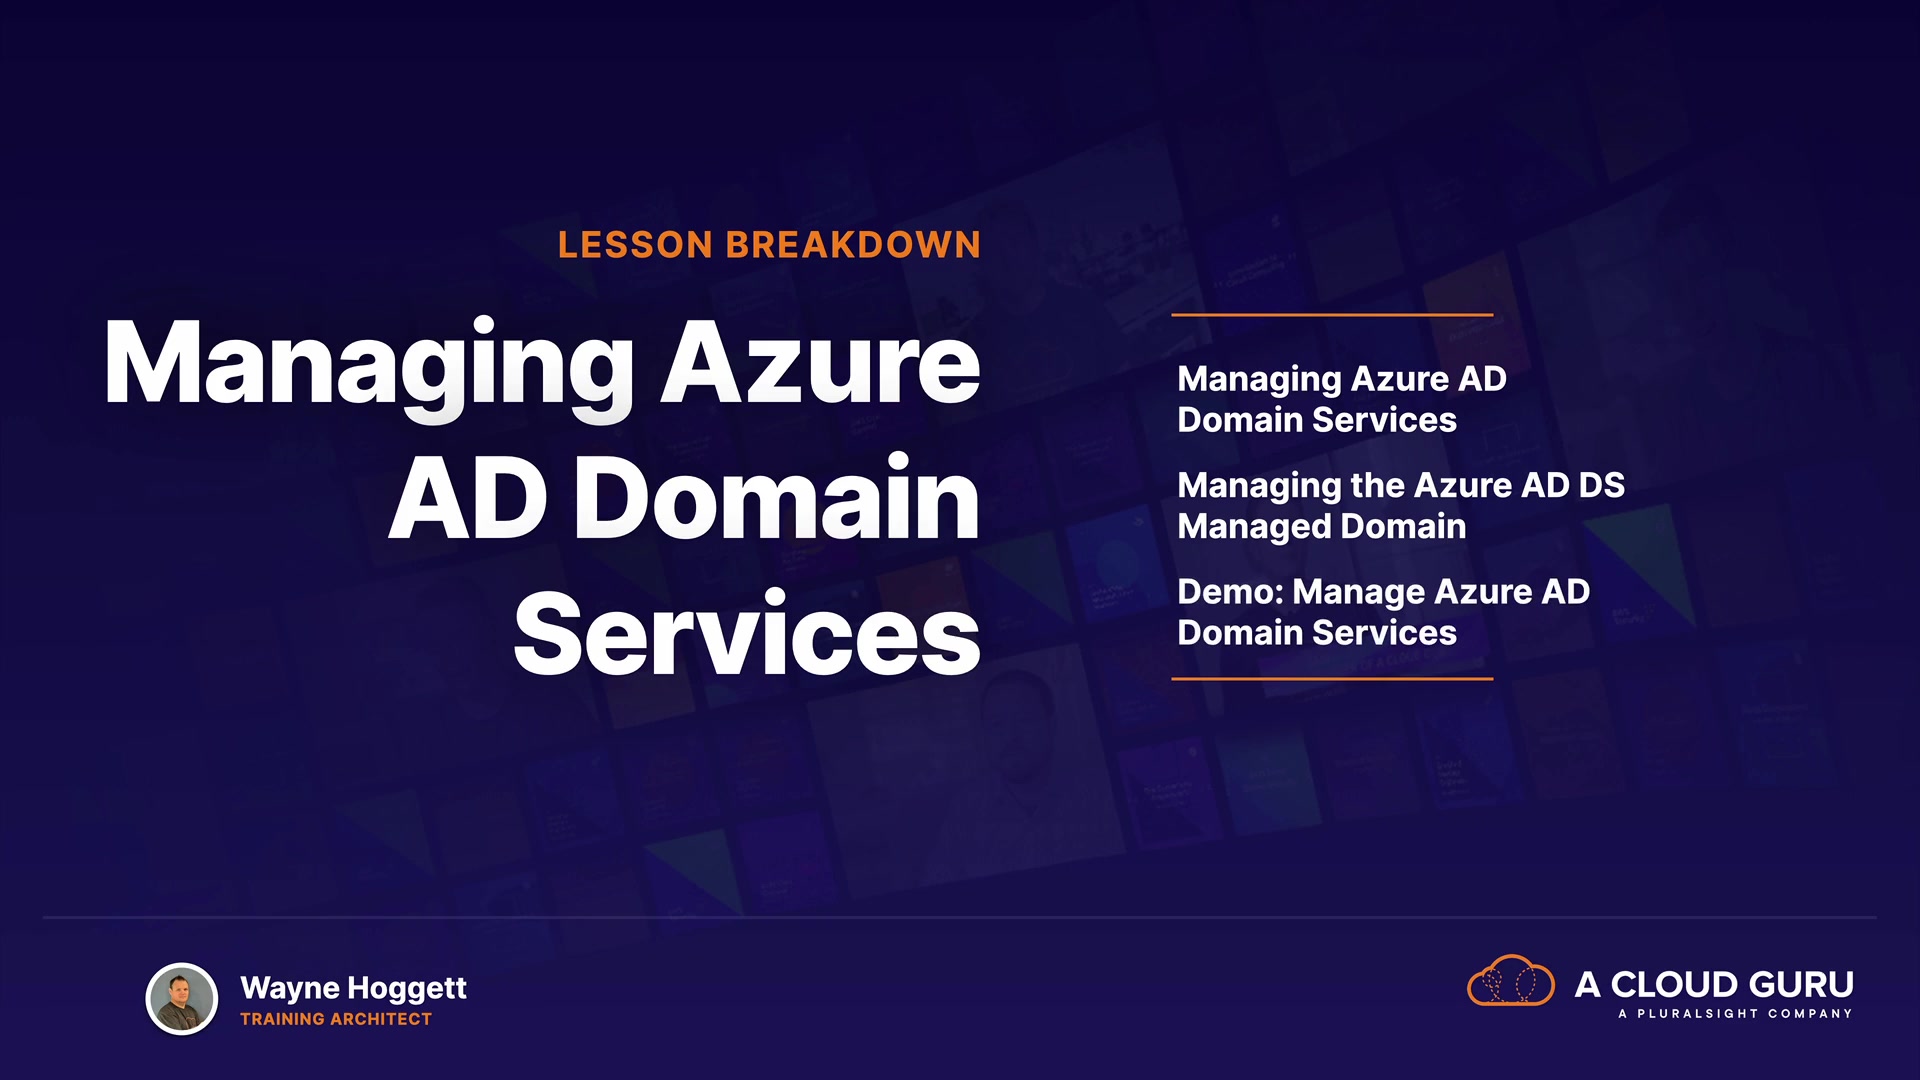 LESSON BREAKDOWN
Managing Azure
AD Domain
Services
Managing Azure AD
Domain Services
Managing the Azure AD DS
Managed Domain
Demo: Manage Azure AD
Domain Services
Wayne Hoggett
TRAINING ARCHITECT
A CLOUD GURU
A PLURALSIGHT COMPANY